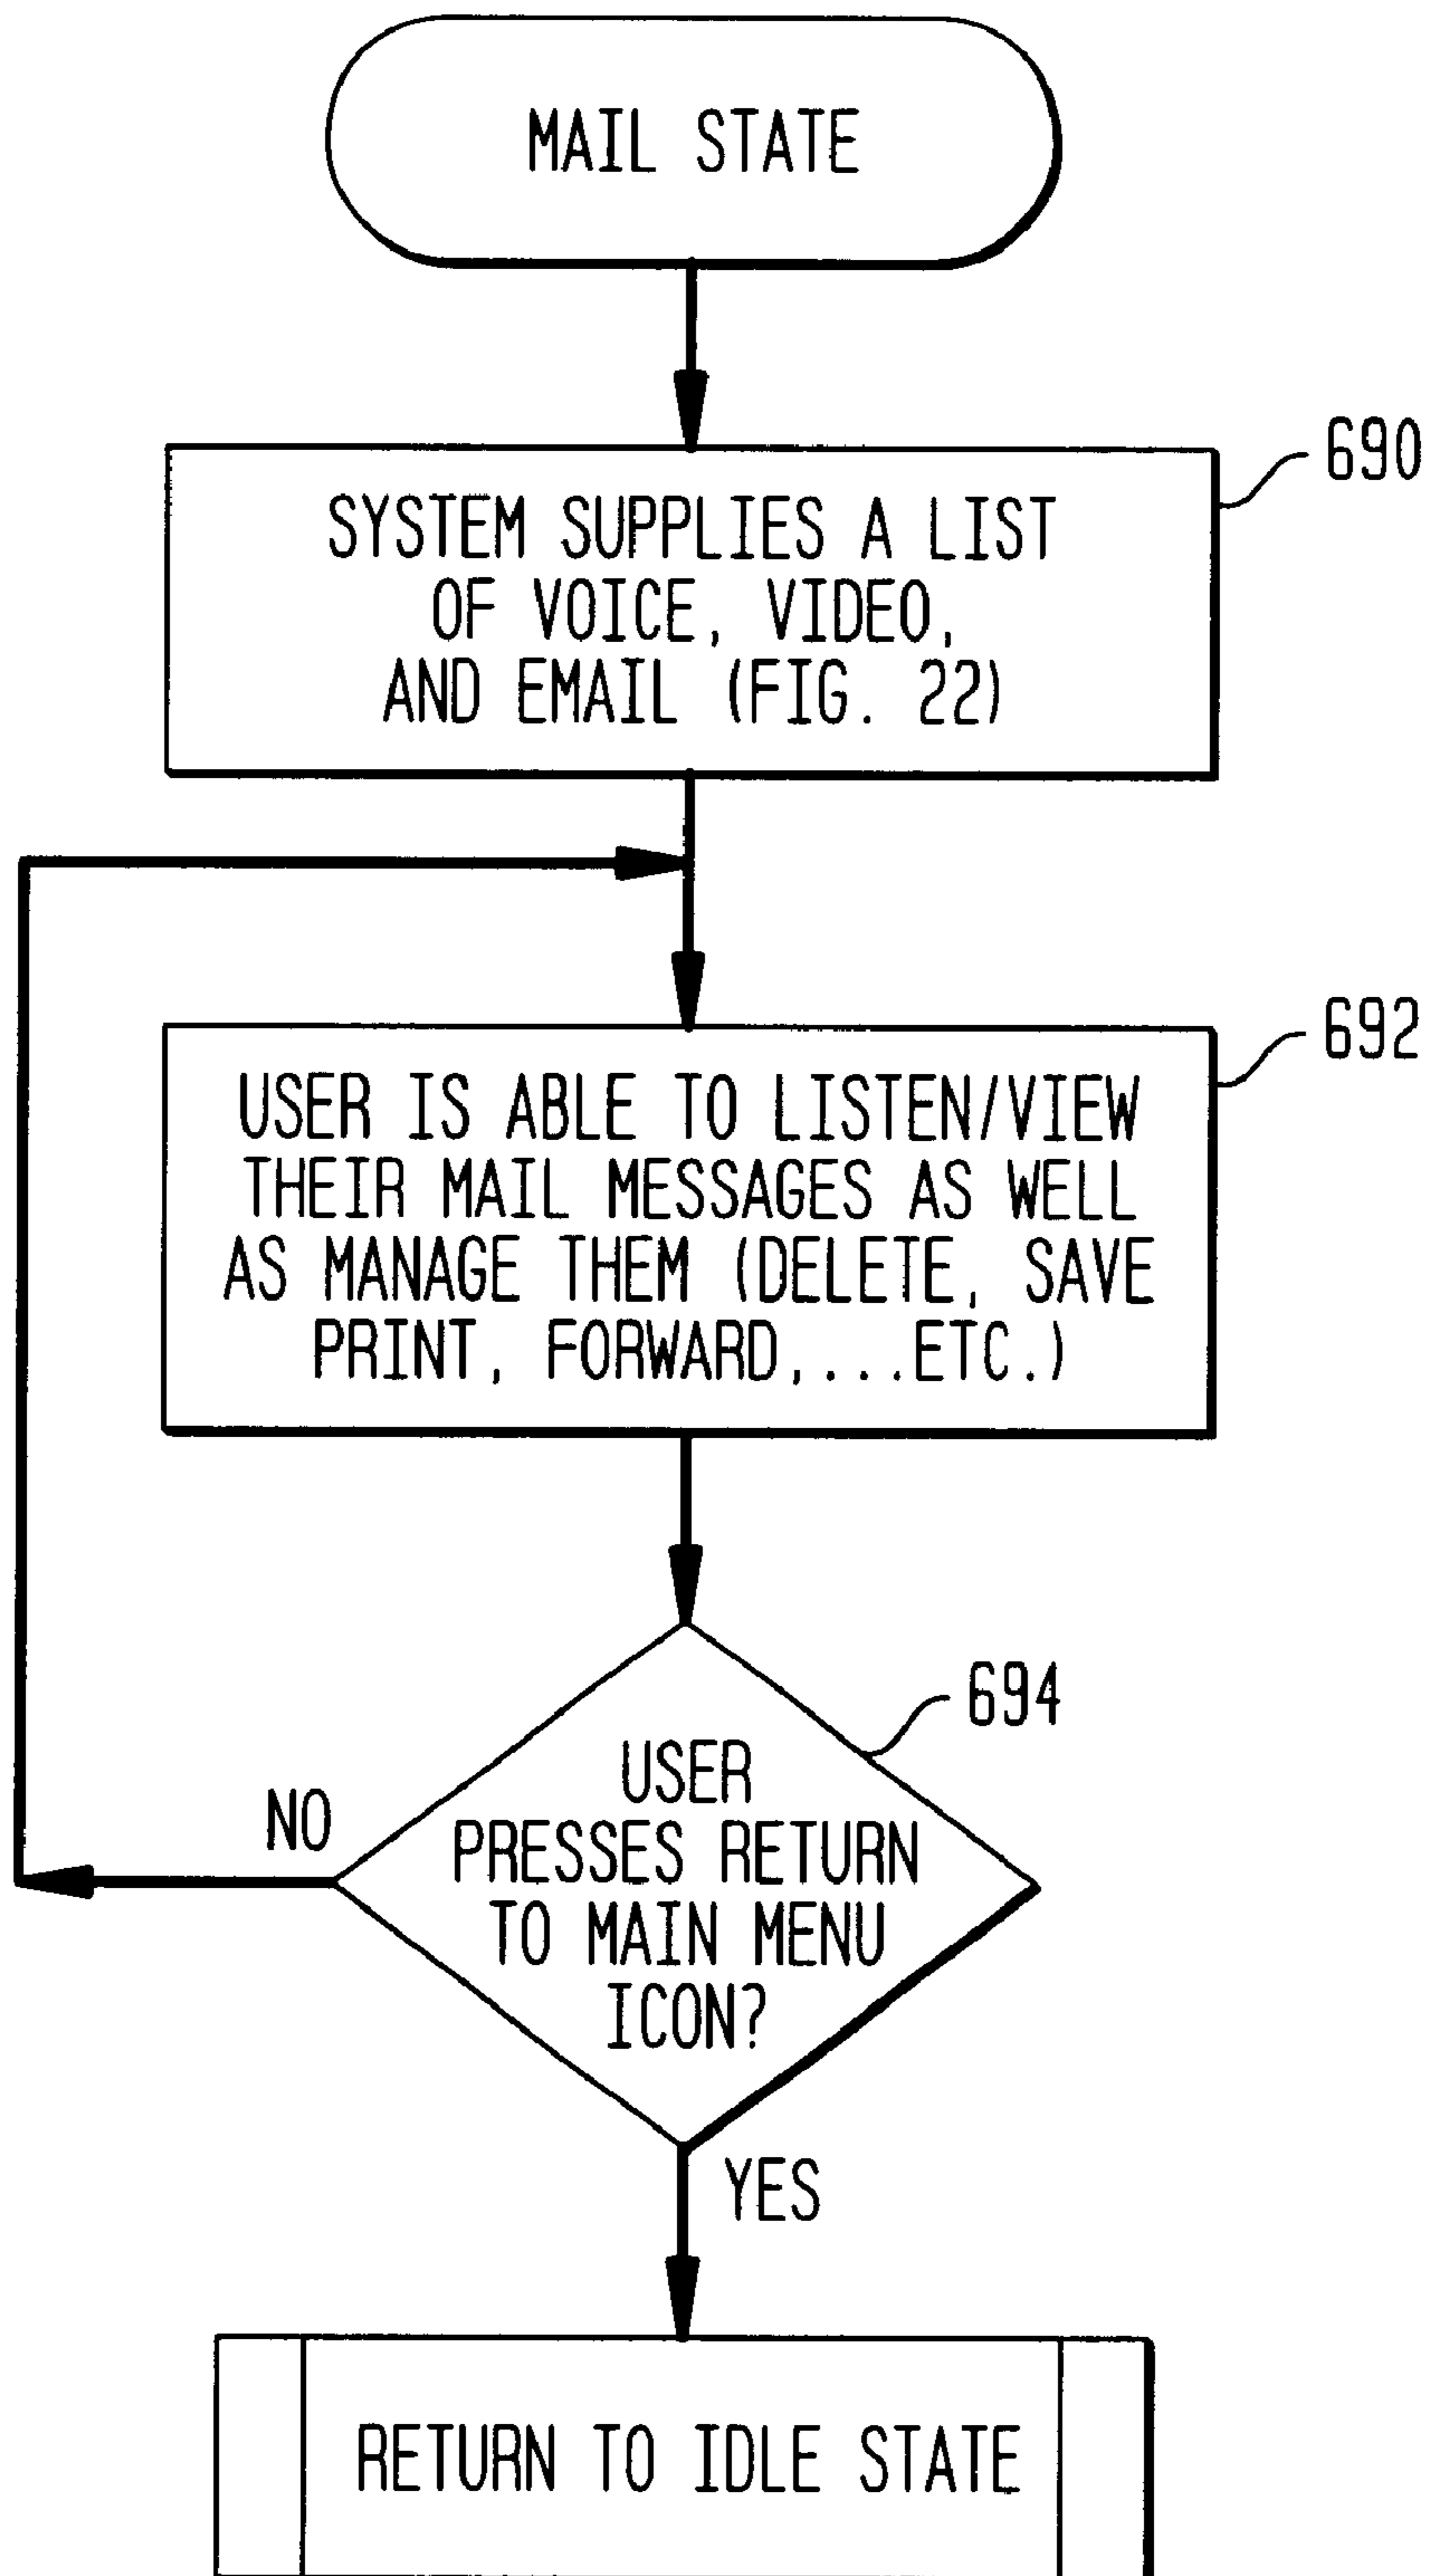 MAIL STATE
690
SYSTEM SUPPLIES A LIST
OF VOICE, VIDEO,
AND EMAIL (FIG. 22)
692
USER IS ABLE TO LISTEN/VIEW
THEIR MAIL MESSAGES AS WELL
AS MANAGE THEM (DELETE, SAVE
PRINT, FORWARD,...ETC.)
694
USER
PRESSES RETURN
TO MAIN MENU
ICON?
NO
YES
RETURN TO IDLE STATE